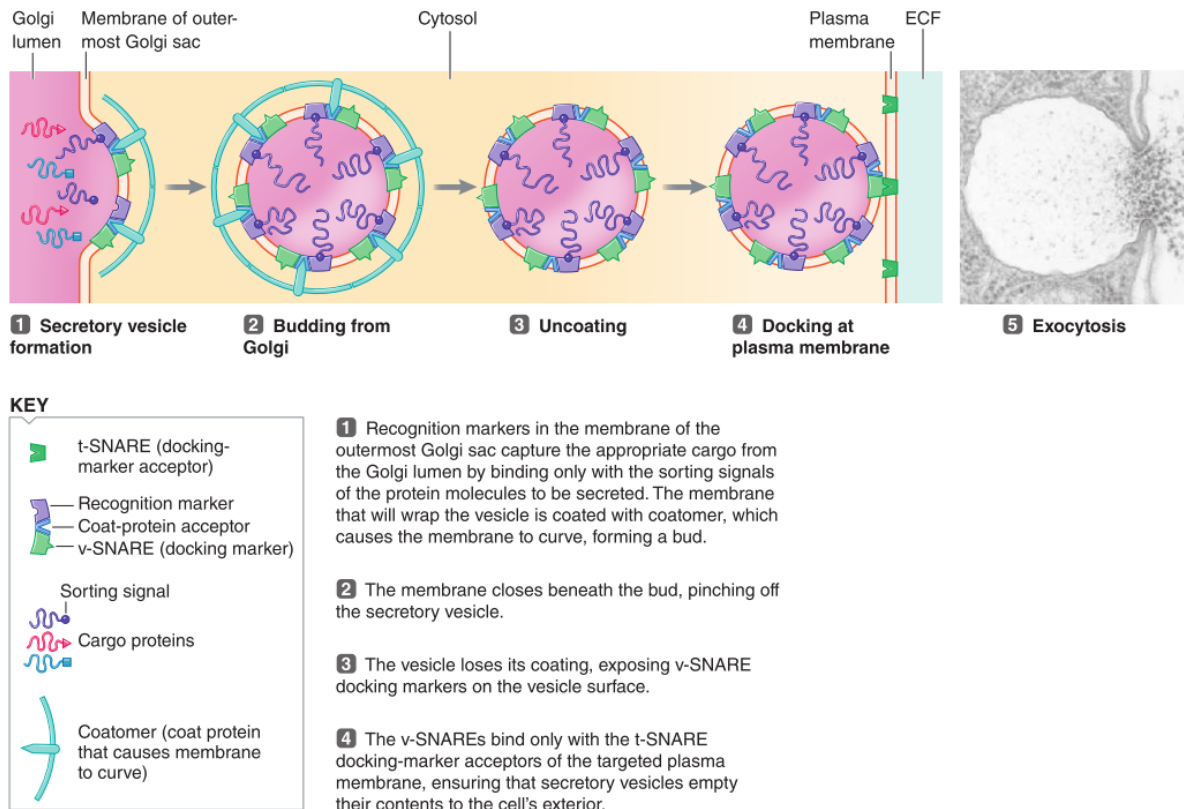 Golgi lumen
Membrane of outer-
most Golgi sac
Cytosol
Plasma
membrane
ECF
1 Secretory vesicle
formation
2 Budding from
Golgi
3 Uncoating
4 Docking at
plasma membrane
5 Exocytosis
KEY
t-SNARE (docking-
marker acceptor)
Recognition marker
Coat-protein acceptor
v-SNARE (docking marker)
Sorting signal
Cargo proteins
Coatomer (coat protein
that causes membrane
to curve)
1 Recognition markers in the membrane of the
outermost Golgi sac capture the appropriate cargo from
the Golgi lumen by binding only with the sorting signals
of the protein molecules to be secreted. The membrane
that will wrap the vesicle is coated with coatomer, which
causes the membrane to curve, forming a bud.
2 The membrane closes beneath the bud, pinching off
the secretory vesicle.
3 The vesicle loses its coating, exposing v-SNARE
docking markers on the vesicle surface.
4 The v-SNAREs bind only with the t-SNARE
docking-marker acceptors of the targeted plasma
membrane, ensuring that secretory vesicles empty
their contents to the cell's exterior.